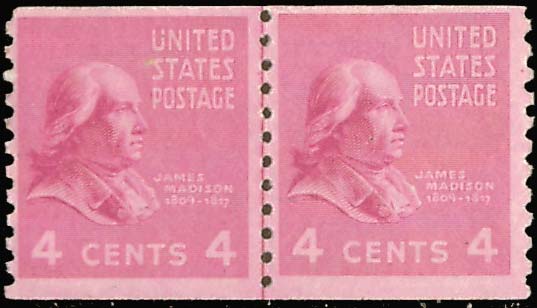 UNITED
STATES
POSTAGE
JAMES
MADISON
1809-1817
4 CENTS 4
UNITED
STATES
POSTAGE
JAMES
MADISON
1809-1817
4 CENTS 4